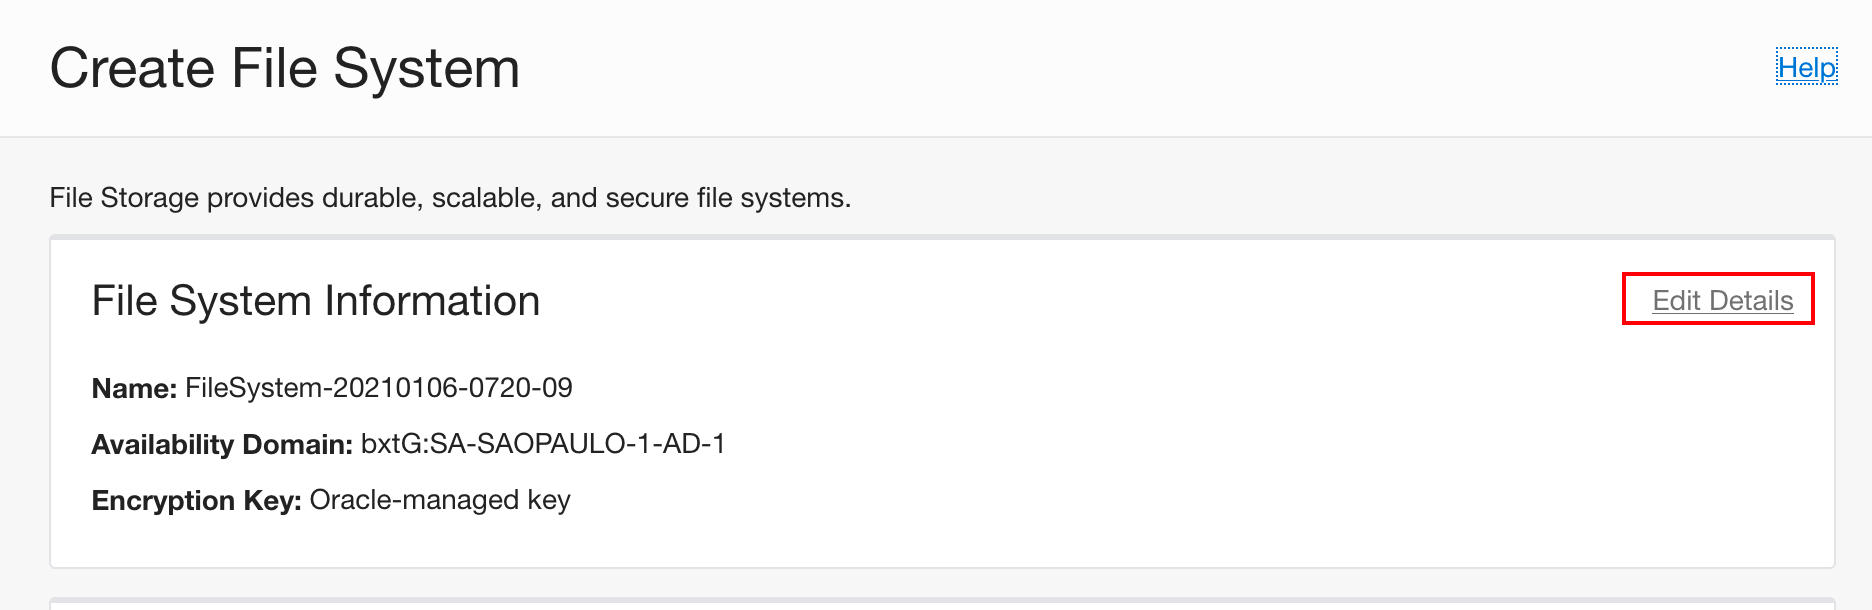 Create File System
Help
File Storage provides durable, scalable, and secure file systems.
File System Information
Edit Details
Name: FileSystem-20210106-0720-09
Availability Domain: bxtG:SA-SAOPAULO-1-AD-1
Encryption Key: Oracle-managed key